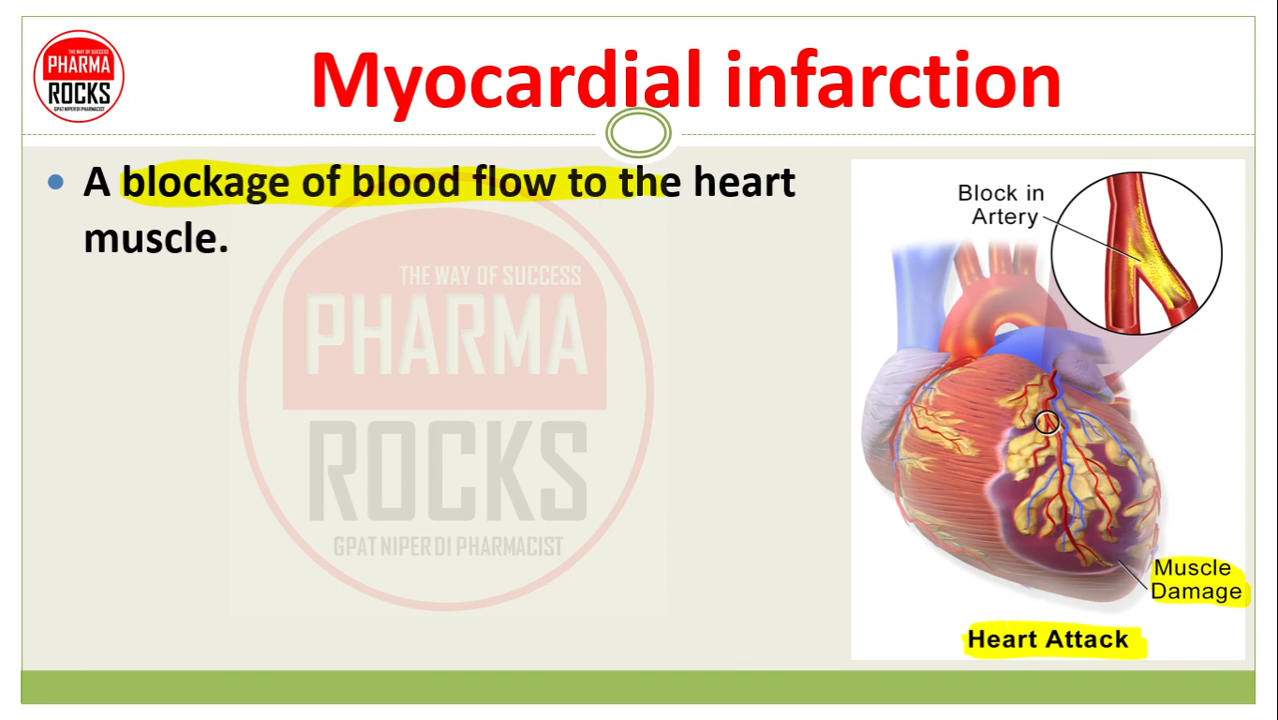 THE WAY OF SUCCESS
PHARMA
ROCKS
GPAT NIPER DI PHARMACIST
Myocardial infarction
• A blockage of blood flow to the heart
muscle.
THE WAY OF SUCCESS
PHARMA
ROCKS
GPAT NIPER DI PHARMACIST
Block in
Artery
Muscle
Damage
Heart Attack